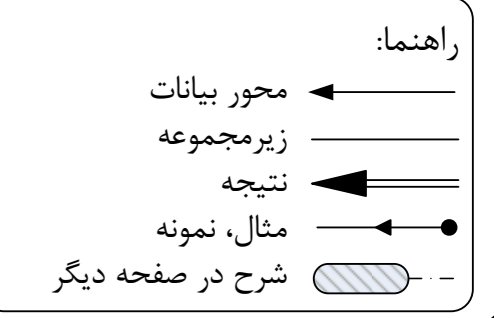 راهنما:
محور بیانات
زیرمجموعه
نتیجه
مثال، نمونه
شرح در صفحه دیگر